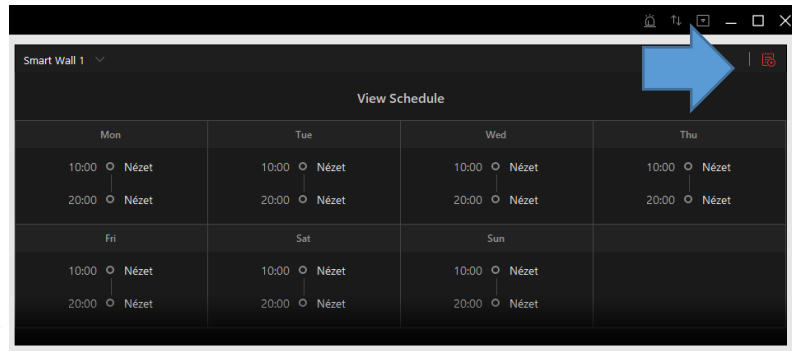 Smart Wall 1
View Schedule
Mon Tue Wed Thu
10:00 Nézet 10:00 Nézet 10:00 Nézet 10:00 Nézet
20:00 Nézet 20:00 Nézet 20:00 Nézet 20:00 Nézet
Fri Sat Sun
10:00 Nézet 10:00 Nézet 10:00 Nézet
20:00 Nézet 20:00 Nézet 20:00 Nézet